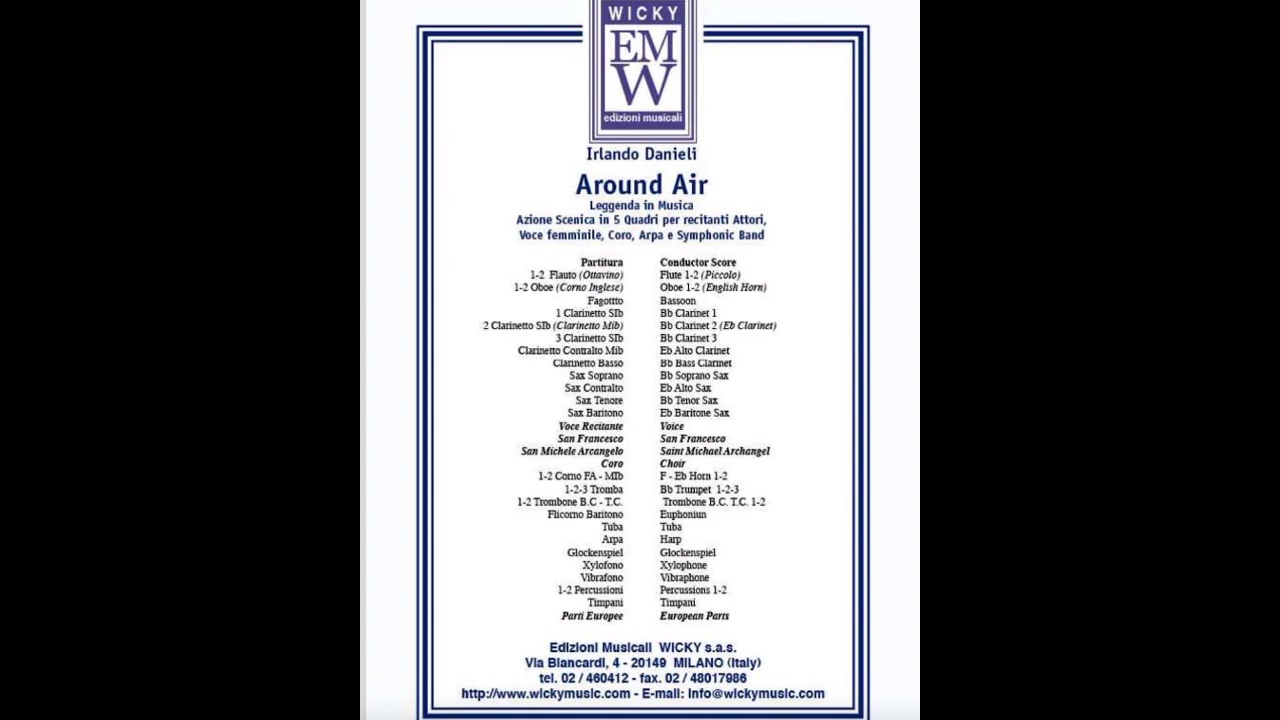 WICKY
EMW
edizioni musicali
Irlando Danieli
Around Air
Leggenda in Musica
Azione Scenica in 5 Quadri per recitanti Attori,
Voce femminile, Coro, Arpa e Symphonic Band
Partitura Conductor Score
1-2 Flauto (Ottavino) Flute 1-2 (Piccolo)
1-2 Oboe (Corno Inglese) Oboe 1-2 (English Horn)
Fagottto Bassoon
1 Clarinetto SIb Bb Clarinet 1
2 Clarinetto SIb (Clarinetto Mib) Bb Clarinet 2 (Eb Clarinet)
3 Clarinetto SIb Bb Clarinet 3
Clarinetto Contralto Mib Eb Alto Clarinet
Clarinetto Basso Bb Bass Clarinet
Sax Soprano Bb Soprano Sax
Sax Contralto Eb Alto Sax
Sax Tenore Bb Tenor Sax
Sax Baritono Eb Baritone Sax
Voce Recitante Voice
San Francesco San Francesco
San Michele Arcangelo Saint Michael Archangel
Coro Choir
1-2 Corno FA - MIb F - Eb Horn 1-2
1-2-3 Tromba Bb Trumpet 1-2-3
1-2 Trombone B.C - T.C. Trombone B.C. T.C. 1-2
Flicorno Baritono Euphoniun
Tuba Tuba
Arpa Harp
Glockenspiel Glockenspiel
Xylofono Xylophone
Vibrafono Vibraphone
1-2 Percussioni Percussions 1-2
Timpani Timpani
Parti Europee European Parts
Edizioni Musicali WICKY s.a.s.
Via Biancardi, 4 - 20149 MILANO (Italy)
tel. 02 / 460412 - fax. 02 / 48017986
http://www.wickymusic.com - E-mail: info@wickymusic.com